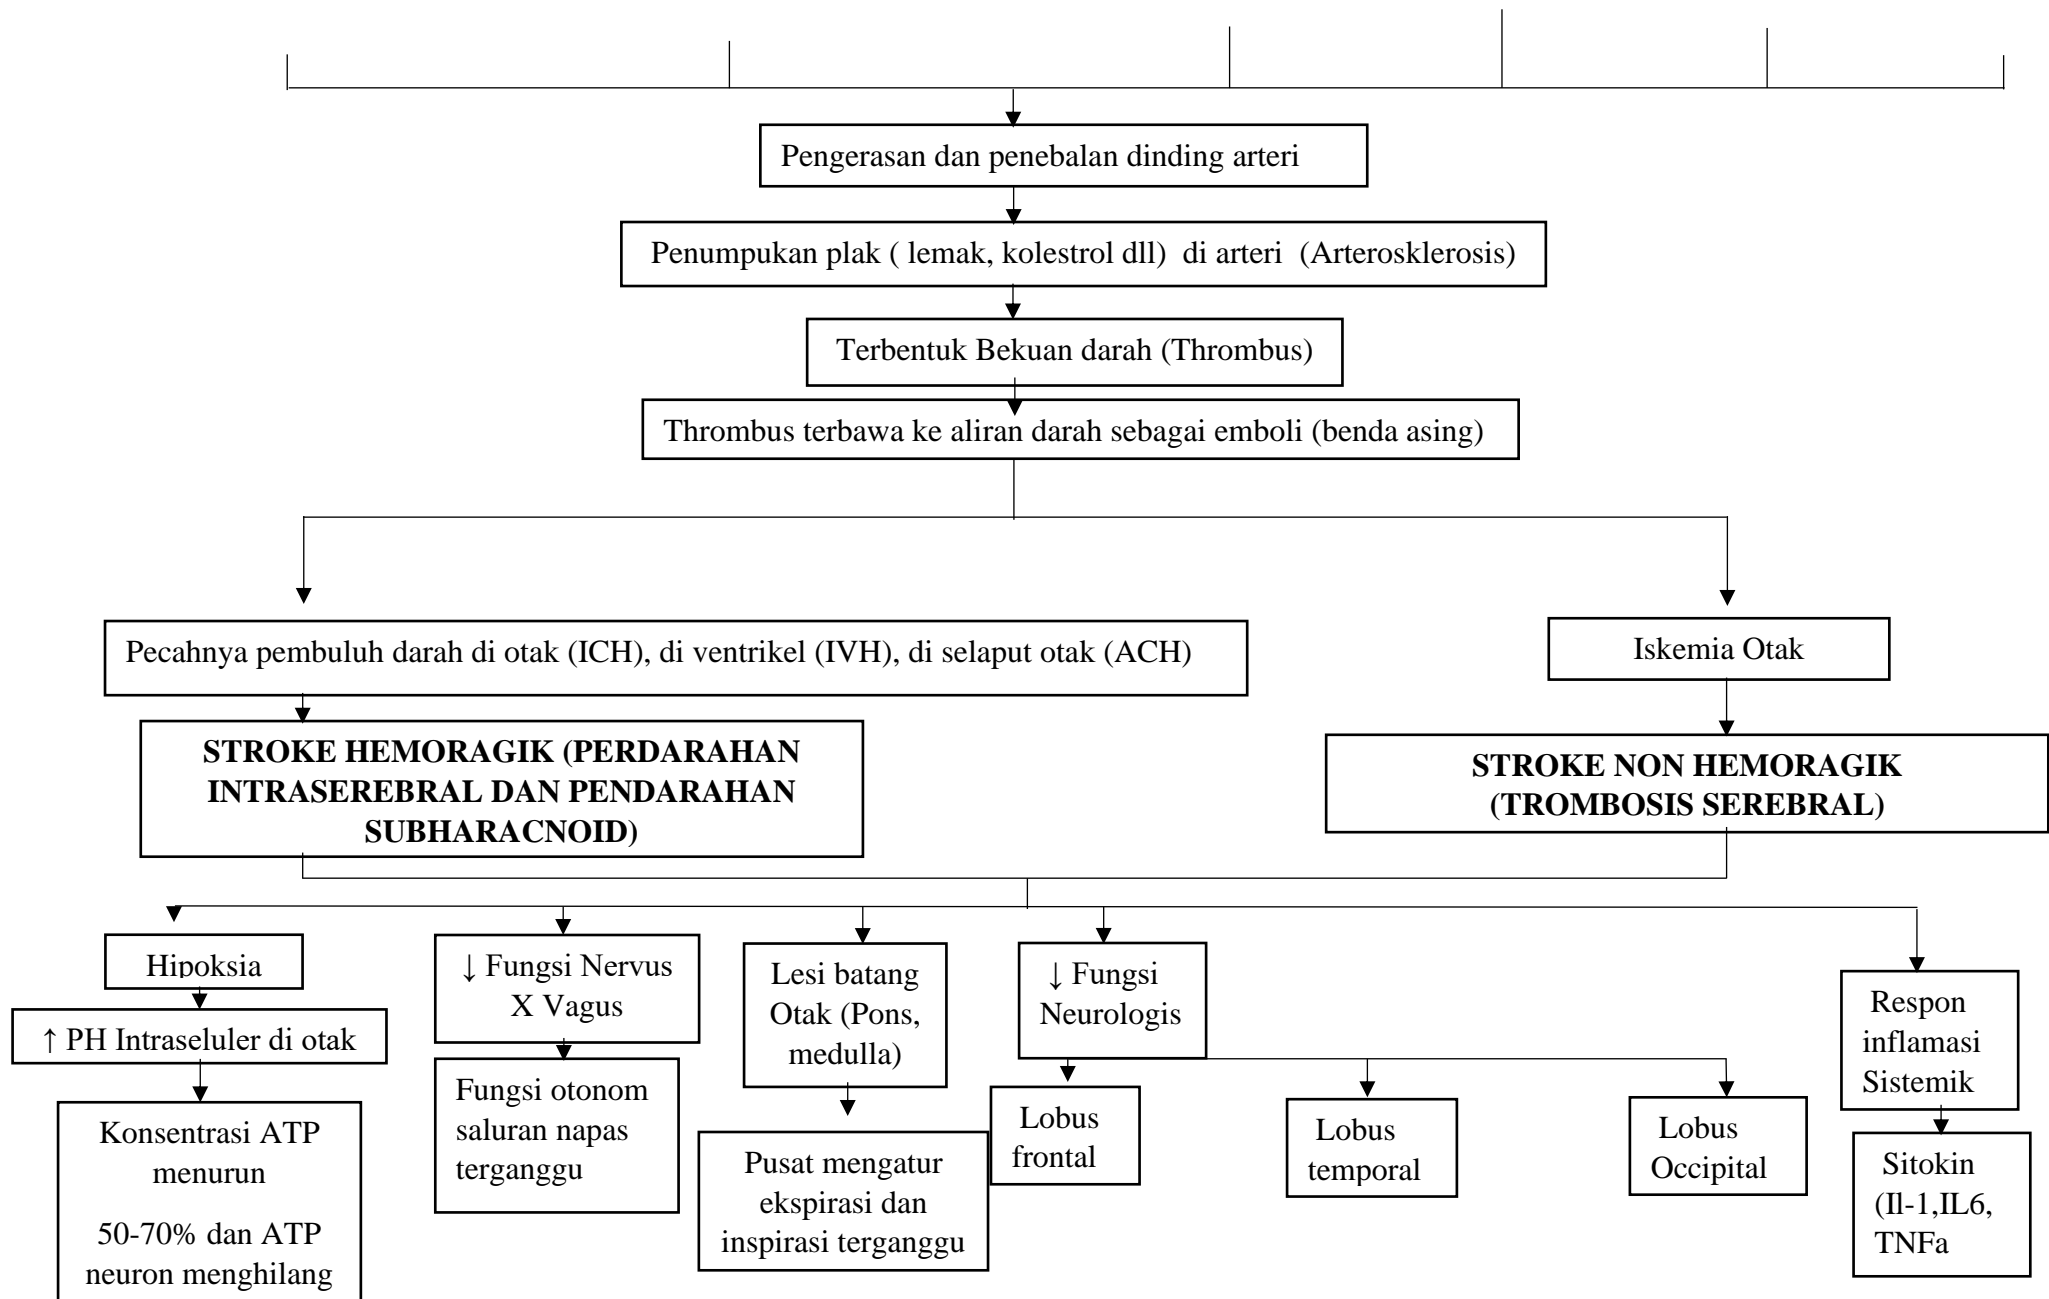 Pengerasan dan penebalan dinding arteri
Penumpukan plak ( lemak, kolestrol dll)  di arteri  (Arterosklerosis)
Terbentuk Bekuan darah (Thrombus)
Thrombus terbawa ke aliran darah sebagai emboli (benda asing)
Pecahnya pembuluh darah di otak (ICH), di ventrikel (IVH), di selaput otak (ACH)
Iskemia Otak
STROKE HEMORAGIK (PERDARAHAN
INTRASEREBRAL DAN PENDARAHAN
SUBHARACNOID)
STROKE NON HEMORAGIK
(TROMBOSIS SEREBRAL)
Hipoksia
↑ PH Intraseluler di otak
Konsentrasi ATP
menurun
50-70% dan ATP
neuron menghilang
↓ Fungsi Nervus
X Vagus
Fungsi otonom
saluran napas
terganggu
Lesi batang
Otak (Pons,
medulla)
Pusat mengatur
ekspirasi dan
inspirasi terganggu
↓ Fungsi
Neurologis
Lobus
frontal
Lobus
temporal
Lobus
Occipital
Respon
inflamasi
Sistemik
Sitokin
(Il-1,IL6,
TNFa